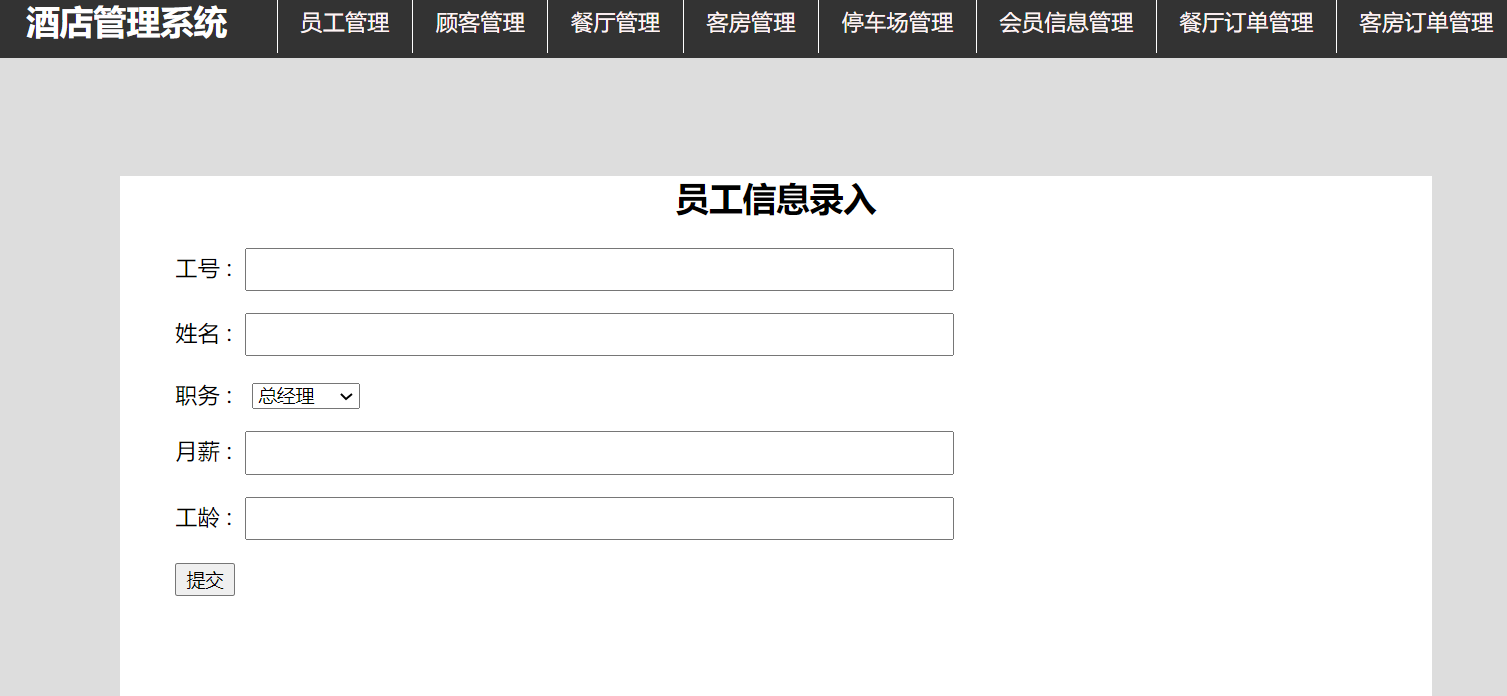 酒店管理系统 员工管理 顾客管理 餐厅管理 客房管理 停车场管理 会员信息管理 餐厅订单管理 客房订单管理
员工信息录入
工号：
姓名：
职务： 总经理
月薪：
工龄：
提交